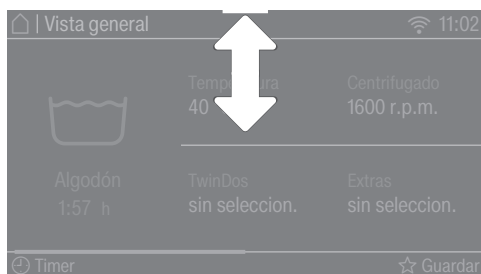 | Vista general 11:02
Temperatura Centrifugado
40 1600 r.p.m.
Algodón TwinDos Extras
1:57 h sin seleccion. sin seleccion.
Timer Guardar